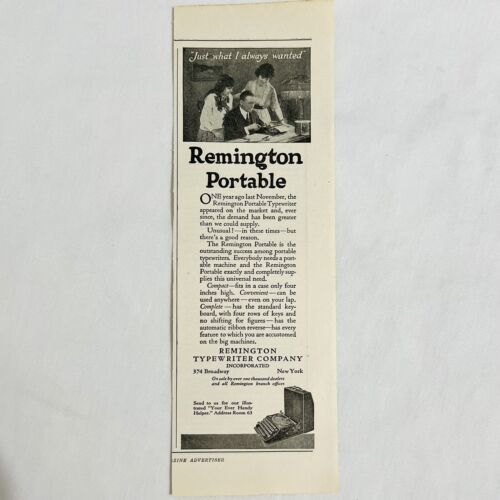 "Just what I always wanted"
Remington
Portable
ONE year ago last November, the
Remington Portable Typewriter
appeared on the market and, ever
since, the demand has been greater
than we could supply.
Unusual!—in these times—but
there's a good reason.
The Remington Portable is the
outstanding success among portable
typewriters. Everybody needs a port-
able machine and the Remington
Portable exactly and completely sup-
plies this universal need.
Compact—fits in a case only four
inches high. Convenient—can be
used anywhere—even on your lap.
Complete—has the standard key-
board, with four rows of keys and
no shifting for figures—has the
automatic ribbon reverse—has every
feature to which you are accustomed
on the big machines.
REMINGTON
TYPEWRITER COMPANY
INCORPORATED
374 Broadway New York
On sale by over one thousand dealers
and all Remington branch offices
Send to us for our illus-
trated "Your Ever Handy
Helper." Address Room 63
AZINE ADVERTISER